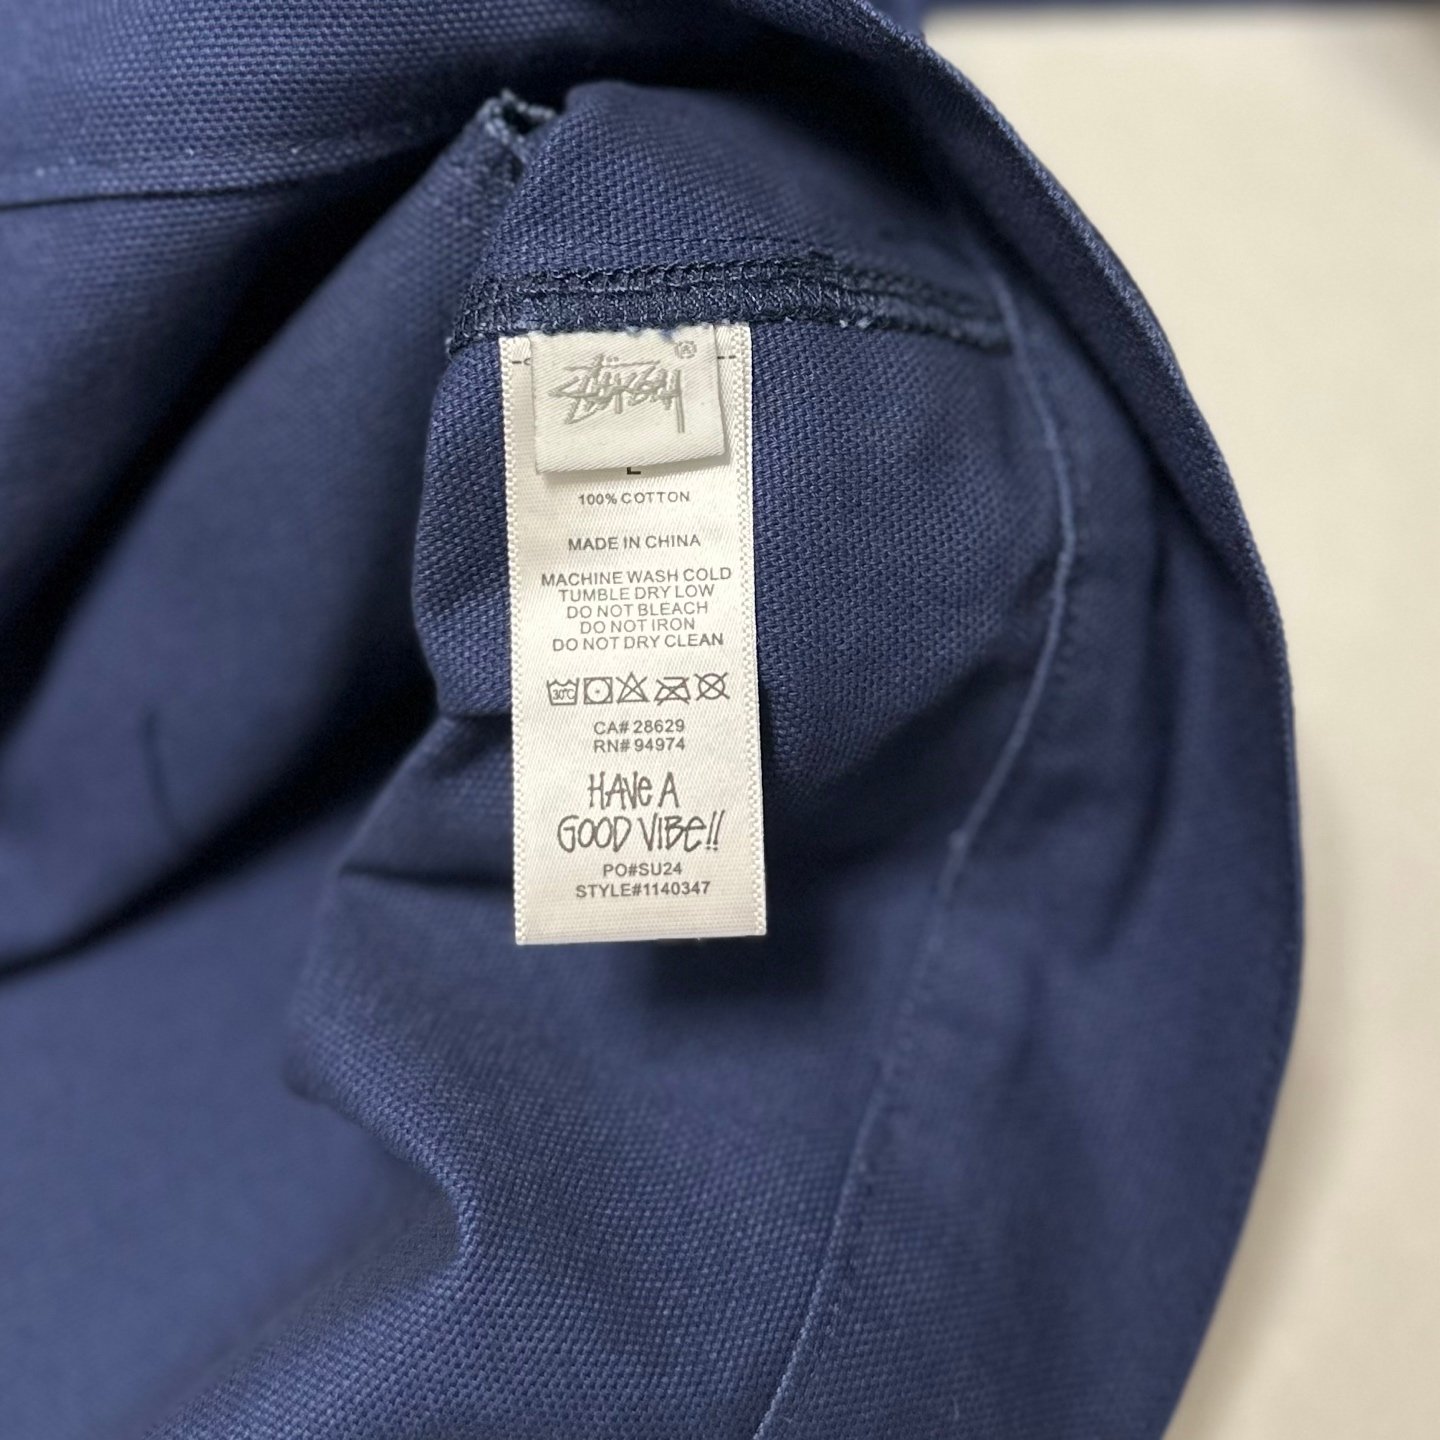 STÜSSY
L
100% COTTON
MADE IN CHINA
MACHINE WASH COLD
TUMBLE DRY LOW
DO NOT BLEACH
DO NOT IRON
DO NOT DRY CLEAN
30°C
CA# 28629
RN# 94974
HAVE A
GOOD VIBE!!
PO#SU24
STYLE#1140347